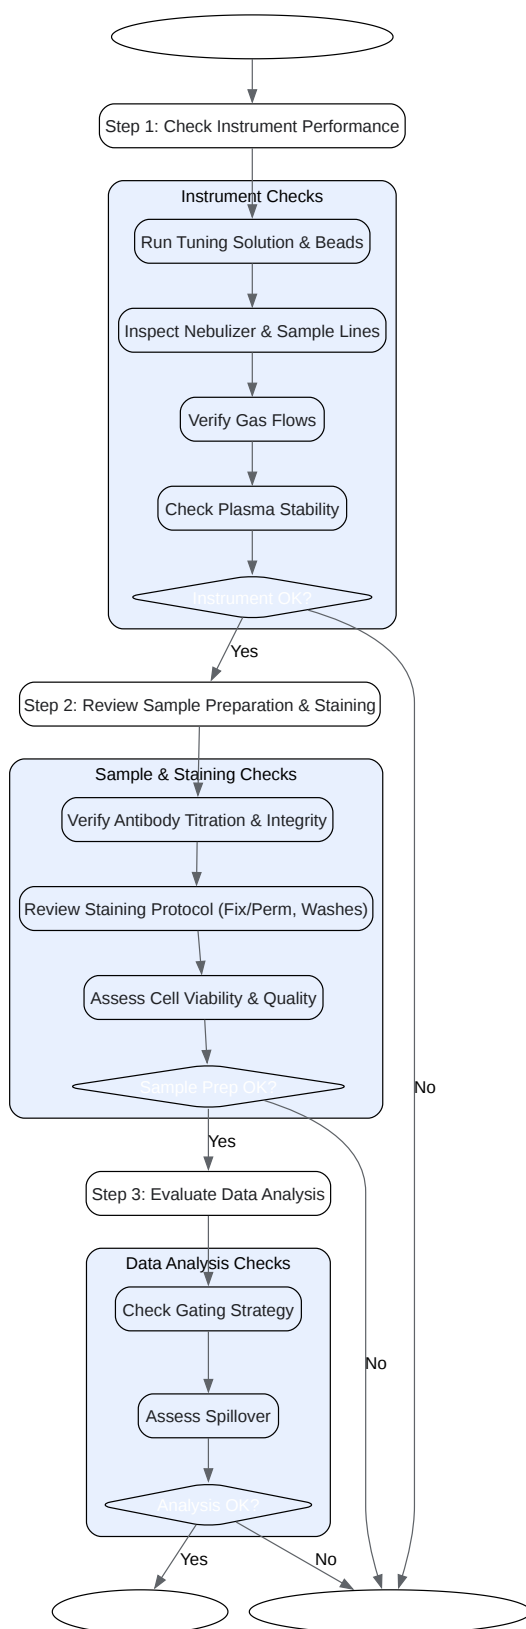 Step 1: Check Instrument Performance
Instrument Checks
Run Tuning Solution & Beads
Inspect Nebulizer & Sample Lines
Verify Gas Flows
Check Plasma Stability
Instrument OK?
Yes
Step 2: Review Sample Preparation & Staining
Sample & Staining Checks
Verify Antibody Titration & Integrity
Review Staining Protocol (Fix/Perm, Washes)
Assess Cell Viability & Quality
Sample Prep OK?
No
Yes
Step 3: Evaluate Data Analysis
Data Analysis Checks
Check Gating Strategy
No
Assess Spillover
Analysis OK?
Yes
No